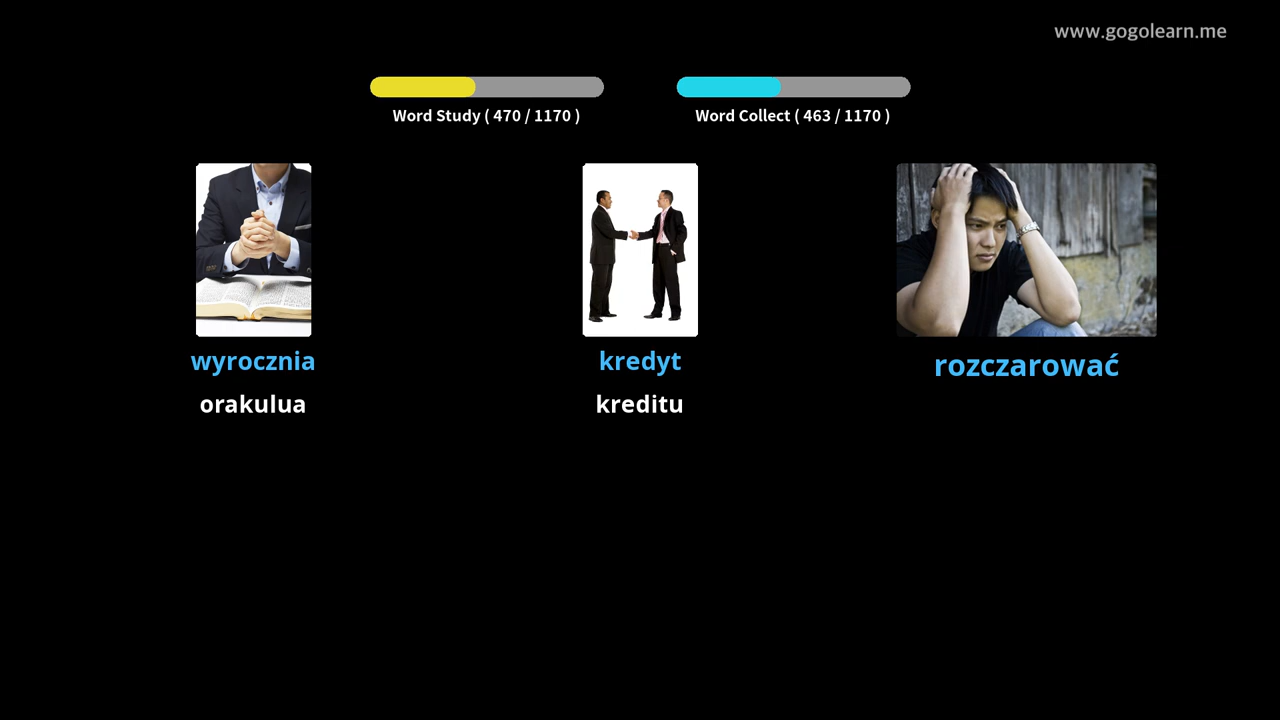 www.gogolearn.me
Word Study ( 470 / 1170 )
Word Collect ( 463 / 1170 )
wyrocznia
orakulua
kredyt
kreditu
rozczarować